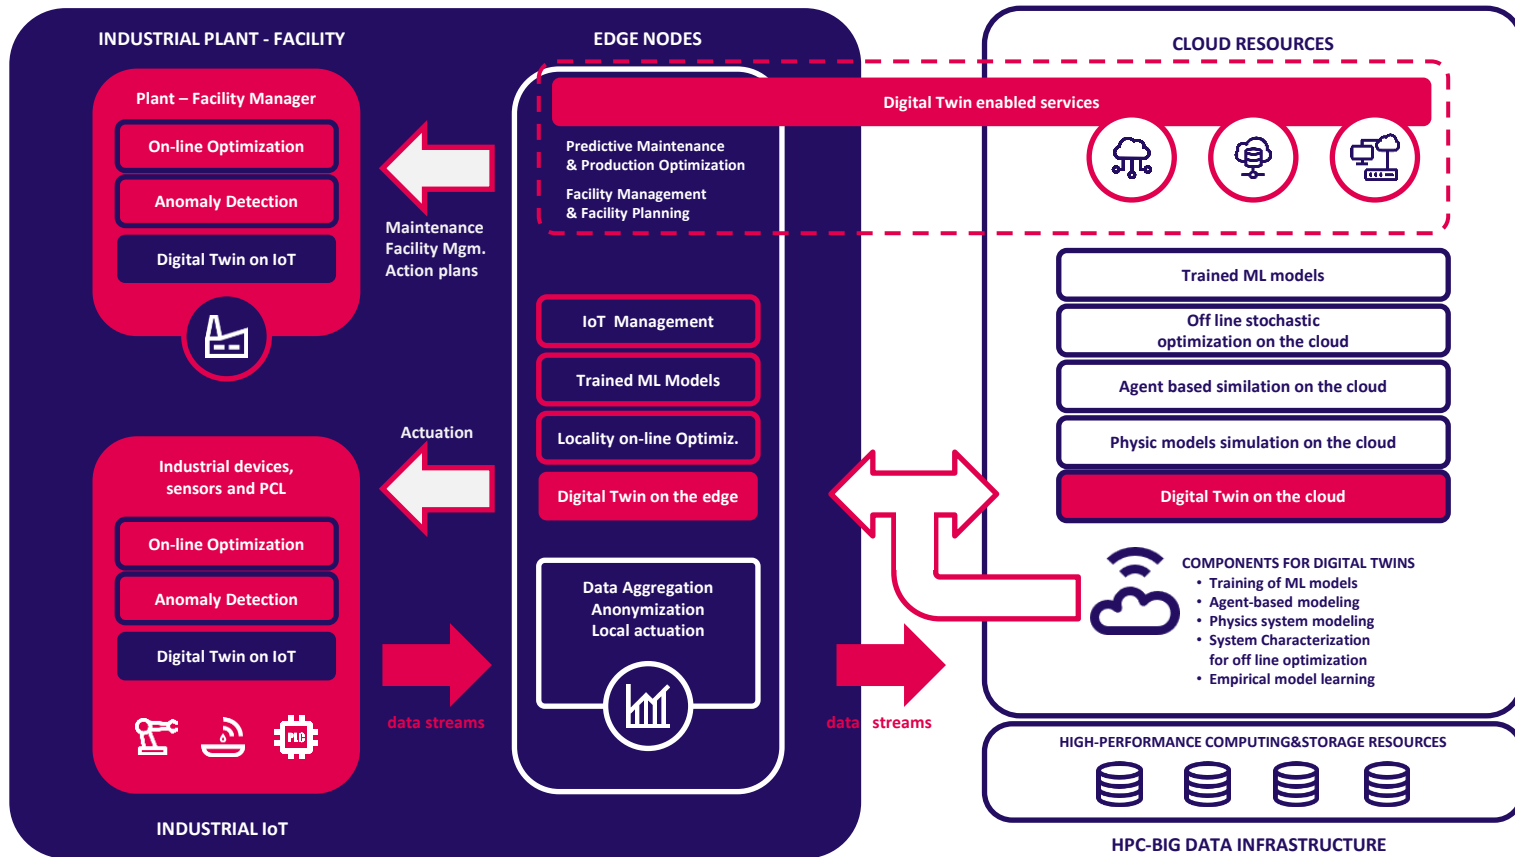 INDUSTRIAL PLANT - FACILITY
Plant – Facility Manager
On-line Optimization
Anomaly Detection
Digital Twin on IoT
Maintenance
Facility Mgm.
Action plans
Actuation
Industrial devices,
sensors and PCL
On-line Optimization
Anomaly Detection
Digital Twin on IoT
PLC
INDUSTRIAL IoT
data streams
EDGE NODES
Digital Twin enabled services
Predictive Maintenance
& Production Optimization
Facility Management
& Facility Planning
IoT Management
Trained ML Models
Locality on-line Optimiz.
Digital Twin on the edge
Data Aggregation
Anonymization
Local actuation
data streams
CLOUD RESOURCES
Trained ML models
Off line stochastic
optimization on the cloud
Agent based similation on the cloud
Physic models simulation on the cloud
Digital Twin on the cloud
COMPONENTS FOR DIGITAL TWINS
• Training of ML models
• Agent-based modeling
• Physics system modeling
• System Characterization
for off line optimization
• Empirical model learning
HIGH-PERFORMANCE COMPUTING&STORAGE RESOURCES
HPC-BIG DATA INFRASTRUCTURE